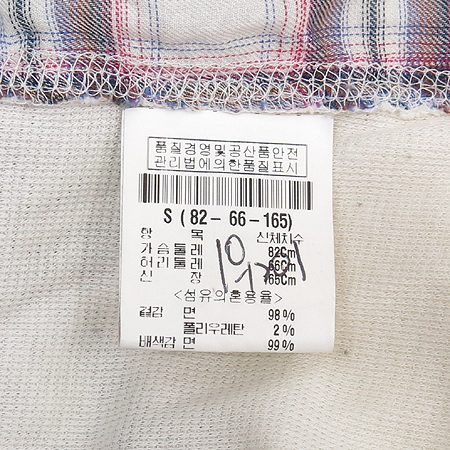 품질경영및공산품안전
관리법에의한품질표시
S (82-66-165)
항 목 신체치수
가슴둘레 82Cm
허리둘레 66Cm
신 장 165Cm
<섬유의혼용율>
겉감 면 98%
폴리우레탄 2%
배색감 면 99%